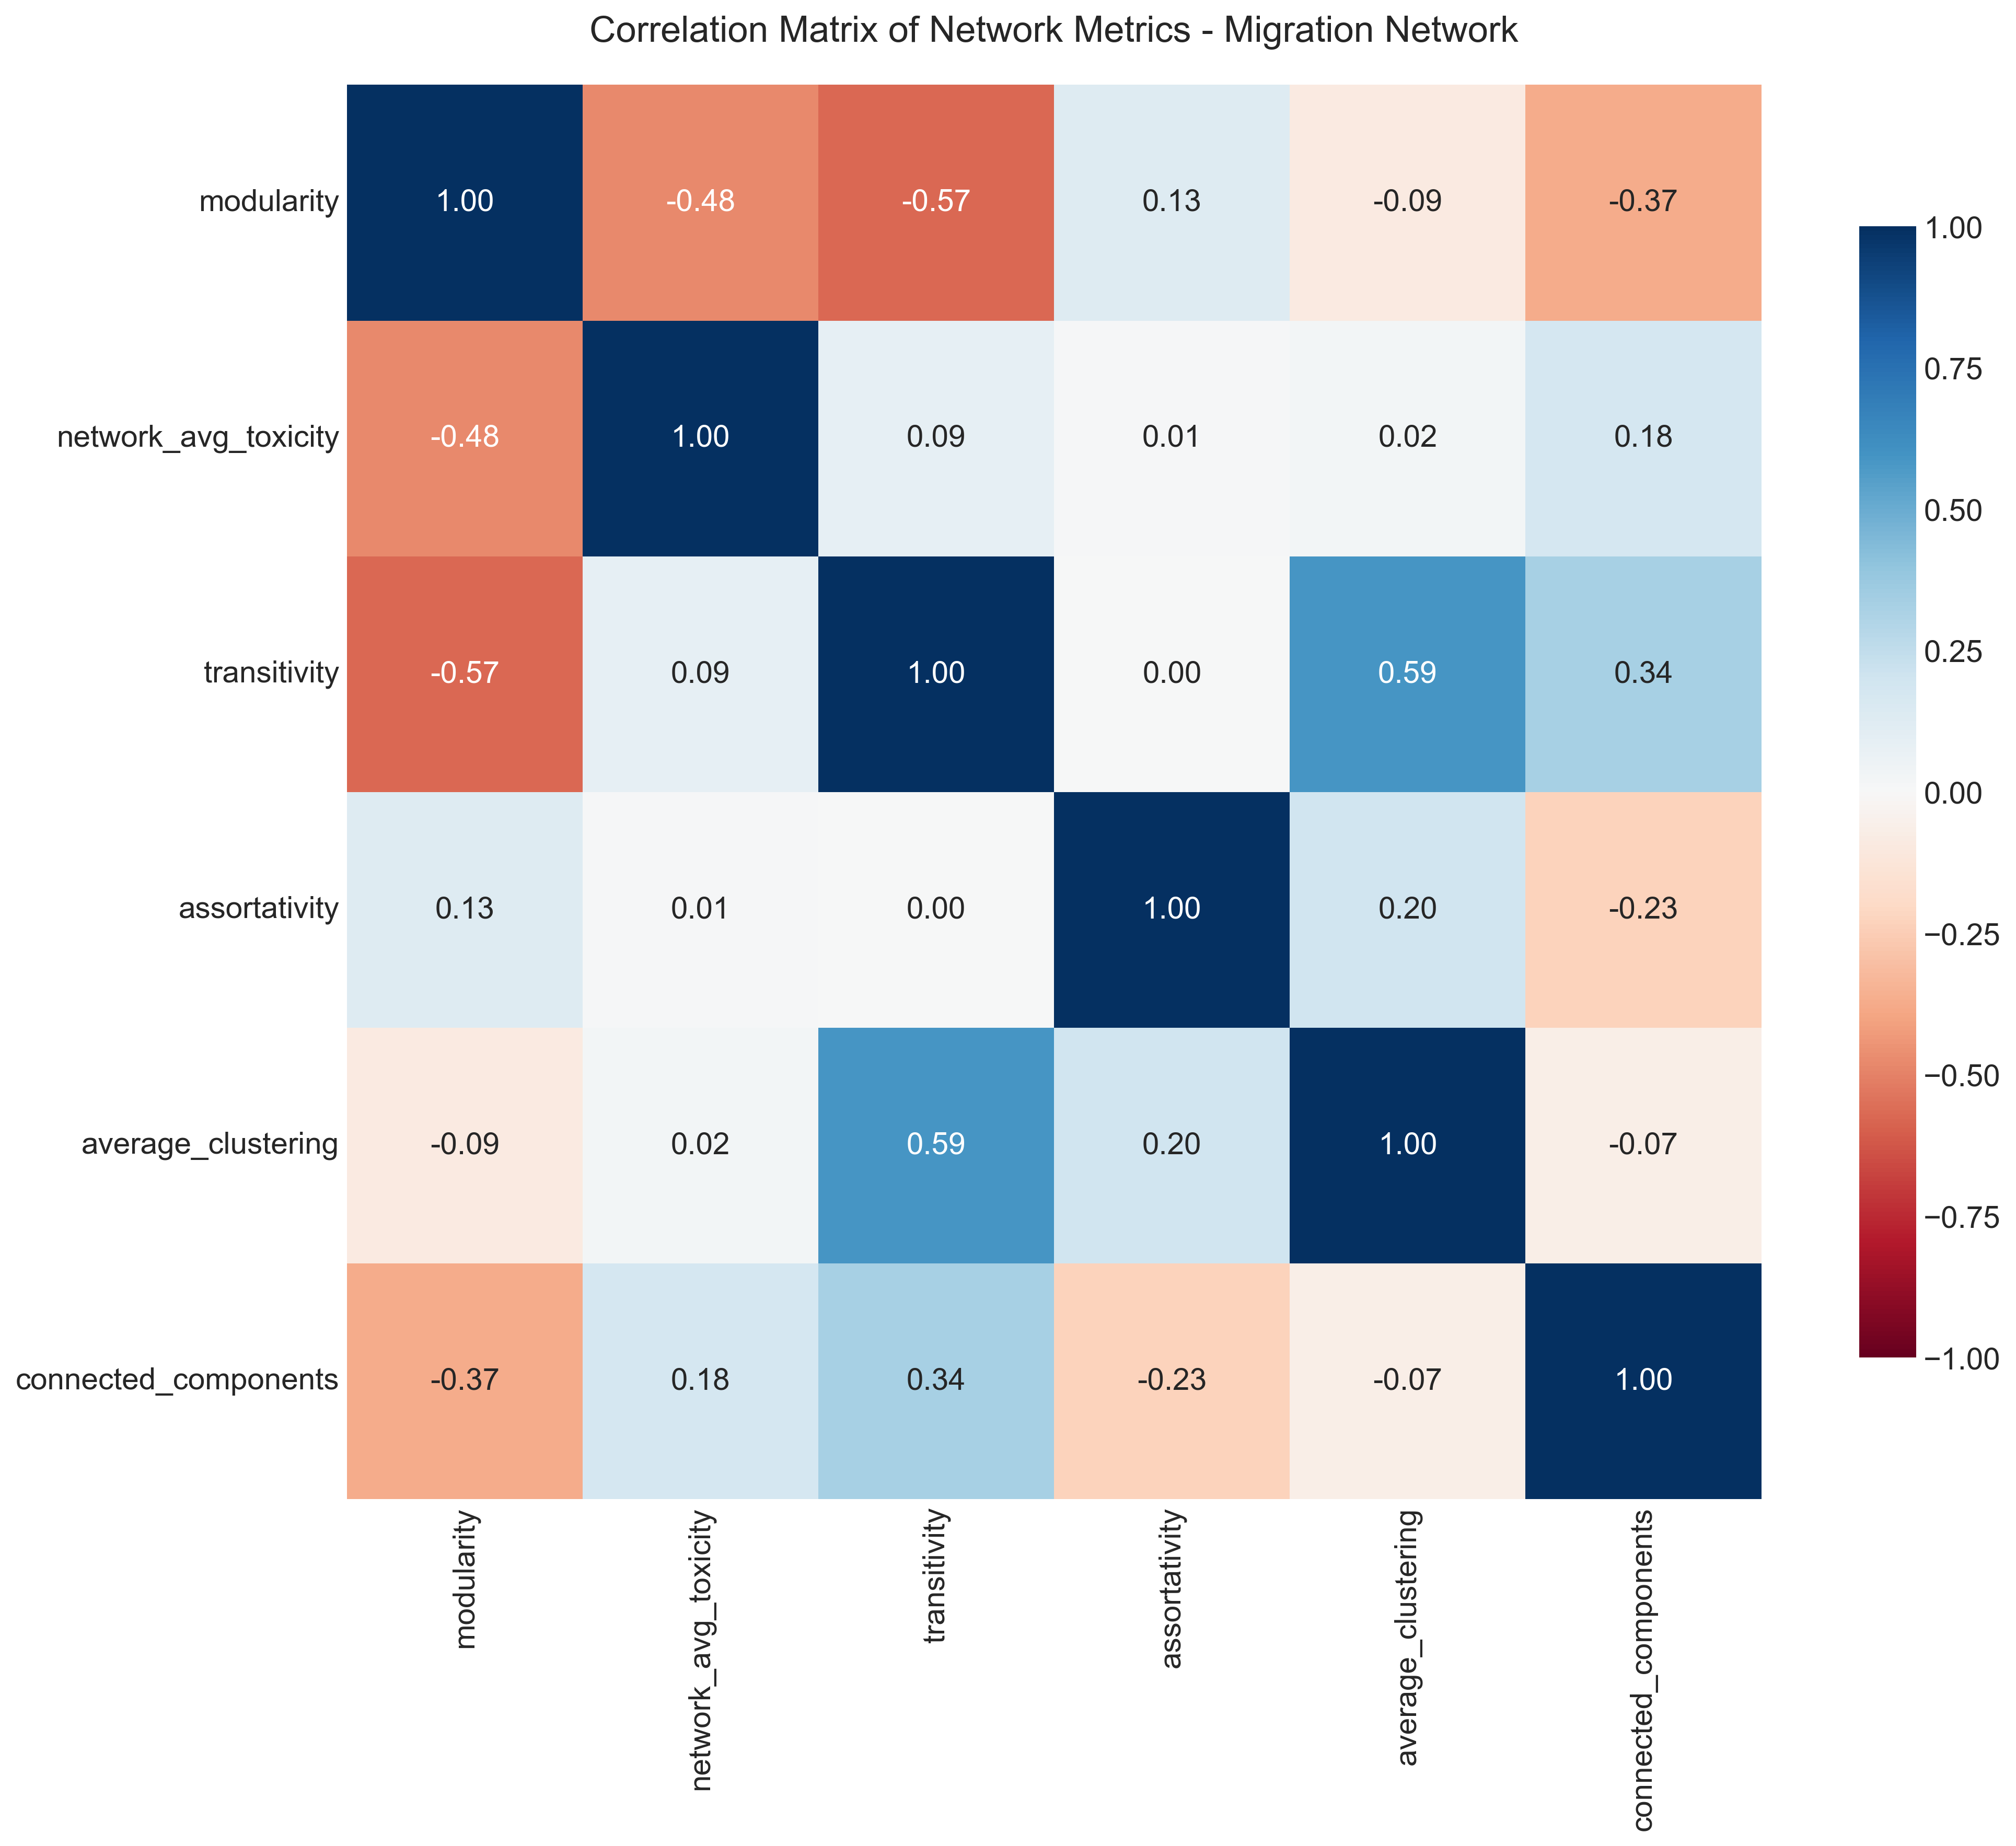 Correlation Matrix of Network Metrics - Migration Network
modularity 1.00 -0.48 -0.57 0.13 -0.09 -0.37
network_avg_toxicity -0.48 1.00 0.09 0.01 0.02 0.18
transitivity -0.57 0.09 1.00 0.00 0.59 0.34
assortativity 0.13 0.01 0.00 1.00 0.20 -0.23
average_clustering -0.09 0.02 0.59 0.20 1.00 -0.07
connected_components -0.37 0.18 0.34 -0.23 -0.07 1.00
modularity
network_avg_toxicity
transitivity
assortativity
average_clustering
connected_components
1.00
0.75
0.50
0.25
0.00
−0.25
−0.50
−0.75
−1.00